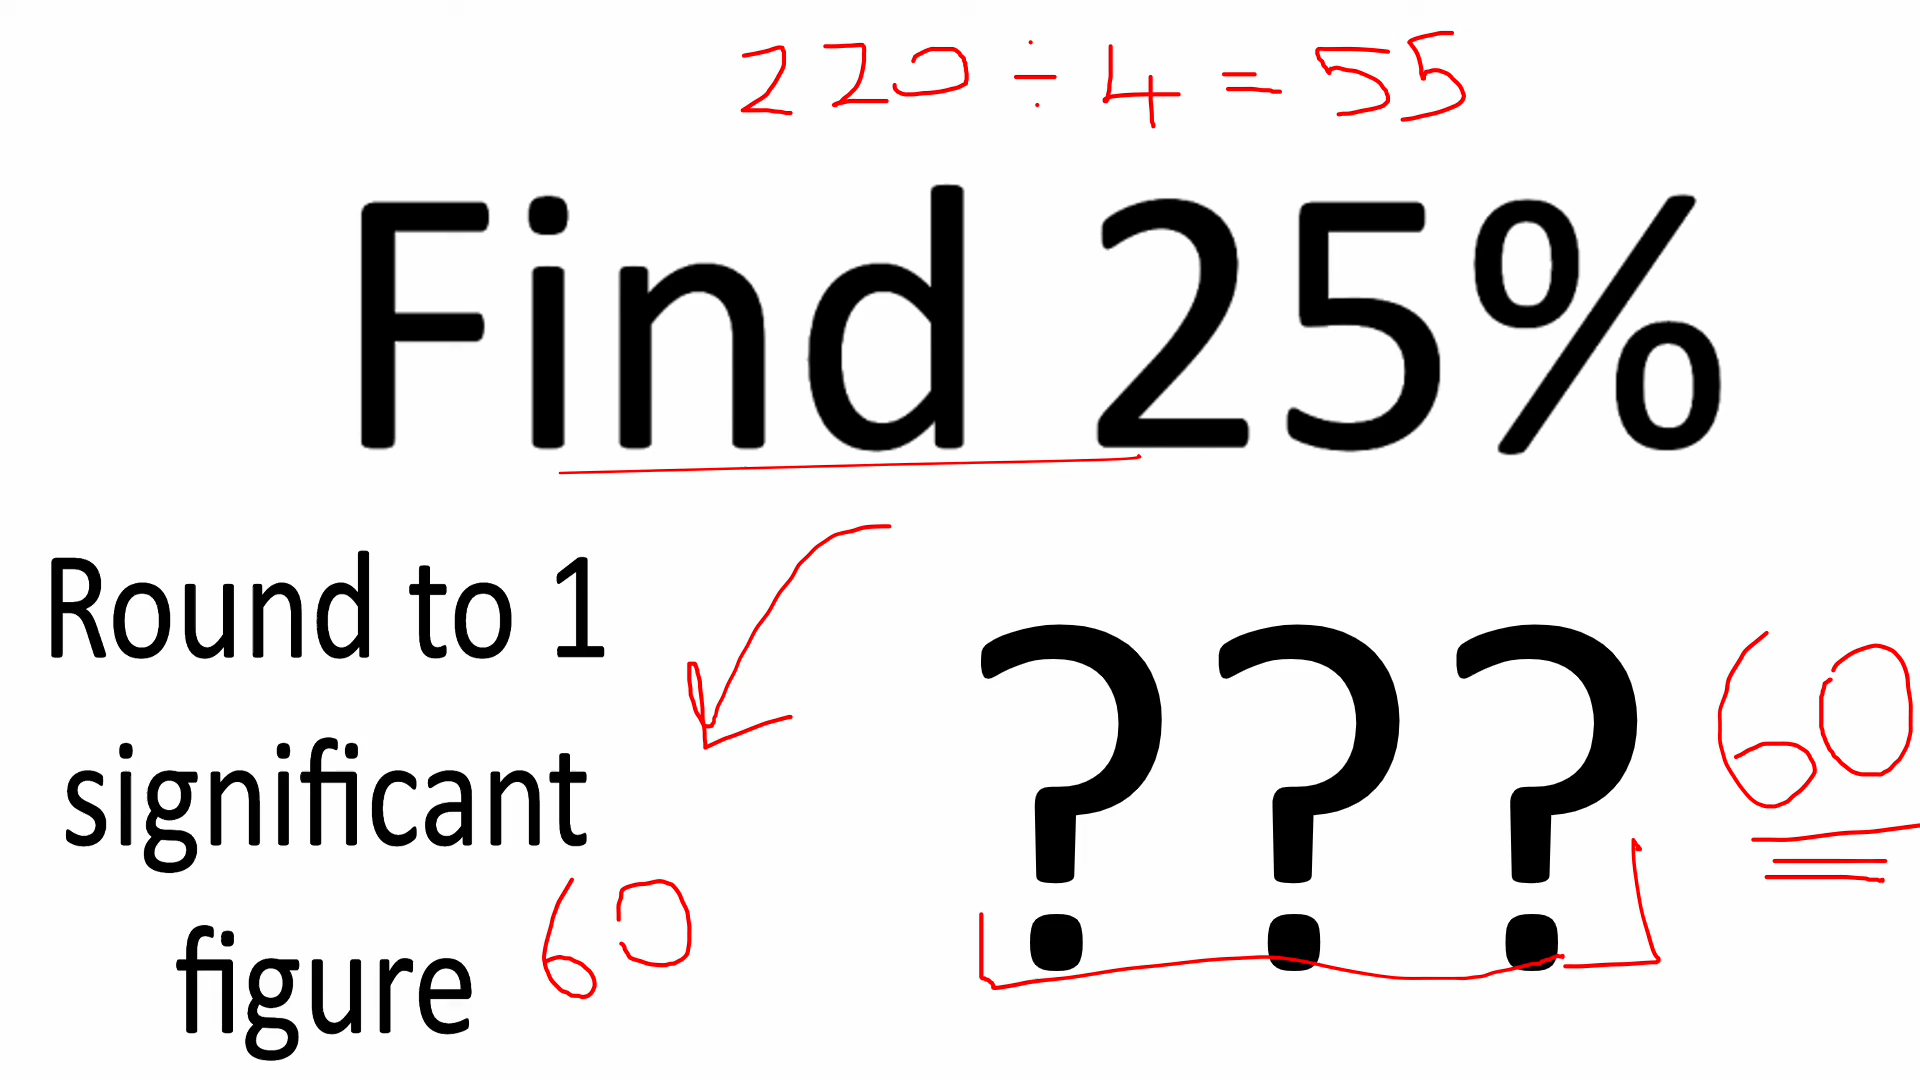 220 ÷ 4 = 55
Find 25%
Round to 1
significant
figure 60
??? 60